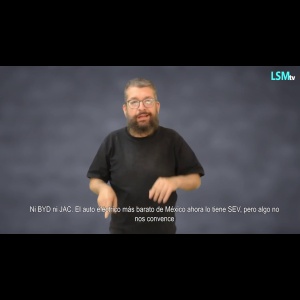 LSMtv
Ni BYD ni JAC. El auto eléctrico más barato de México ahora lo tiene SEV, pero algo no
nos convence